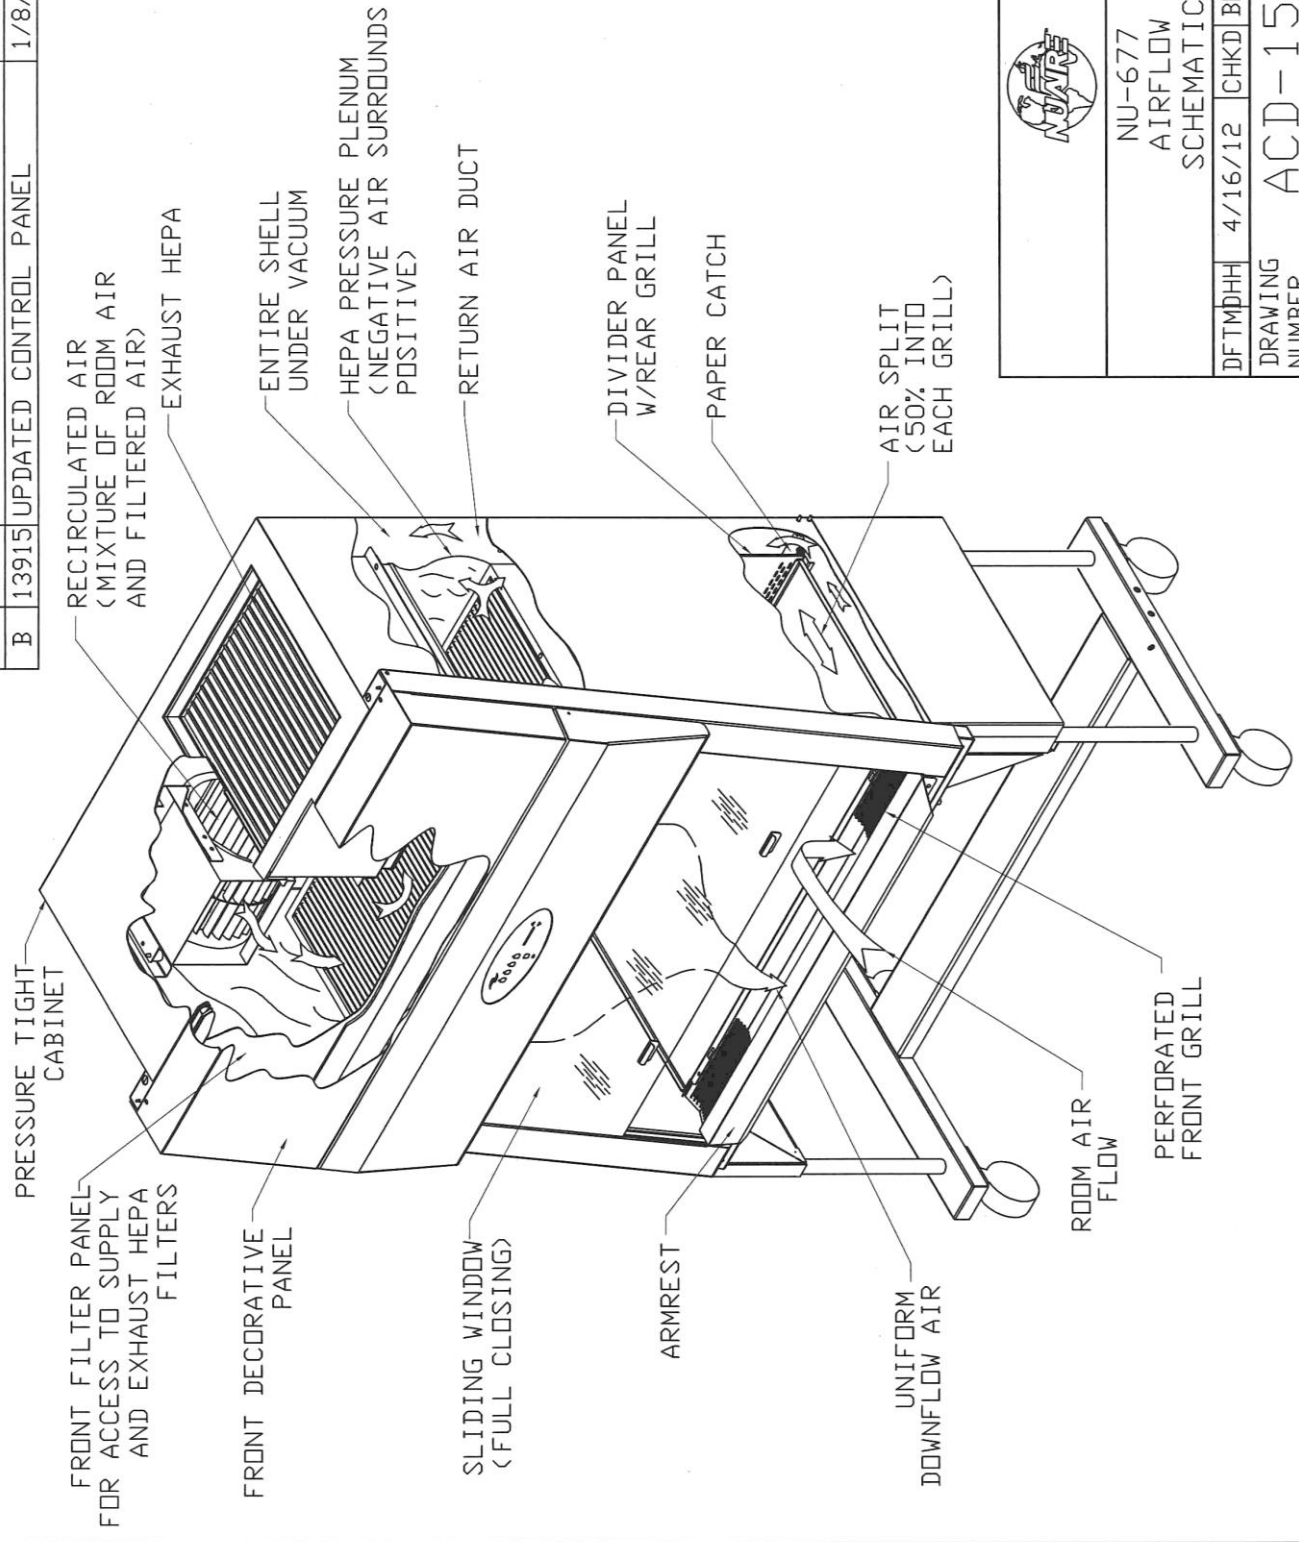 B 13915 UPDATED CONTROL PANEL 1/8/
PRESSURE TIGHT
CABINET
RECIRCULATED AIR
(MIXTURE OF ROOM AIR
AND FILTERED AIR)
EXHAUST HEPA
ENTIRE SHELL
UNDER VACUUM
HEPA PRESSURE PLENUM
(NEGATIVE AIR SURROUNDS
POSITIVE)
RETURN AIR DUCT
DIVIDER PANEL
W/REAR GRILL
PAPER CATCH
AIR SPLIT
(50% INTO
EACH GRILL)
FRONT FILTER PANEL
FOR ACCESS TO SUPPLY
AND EXHAUST HEPA
FILTERS
FRONT DECORATIVE
PANEL
SLIDING WINDOW
(FULL CLOSING)
ARMREST
UNIFORM
DOWNFLOW AIR
ROOM AIR
FLOW
PERFORATED
FRONT GRILL
NUAIRE
NU-677
AIRFLOW
SCHEMATIC
DFTM DHH 4/16/12 CHKD
DRAWING
NUMBER
ACD-15